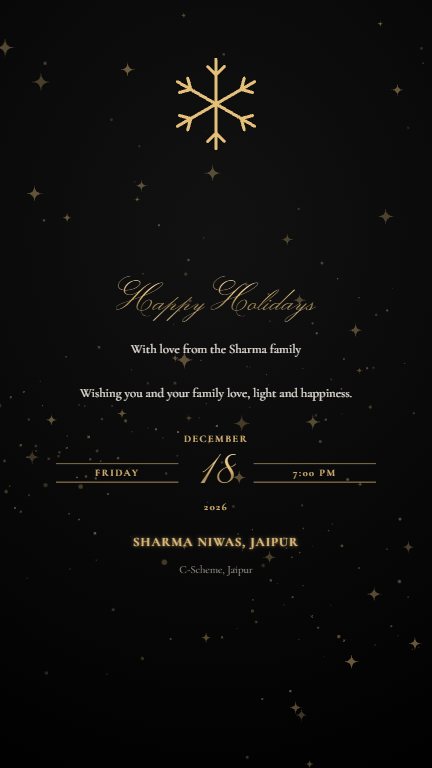 Happy Holidays
With love from the Sharma family
Wishing you and your family love, light and happiness.
DECEMBER
FRIDAY 18 7:00 PM
2026
SHARMA NIWAS, JAIPUR
C-Scheme, Jaipur